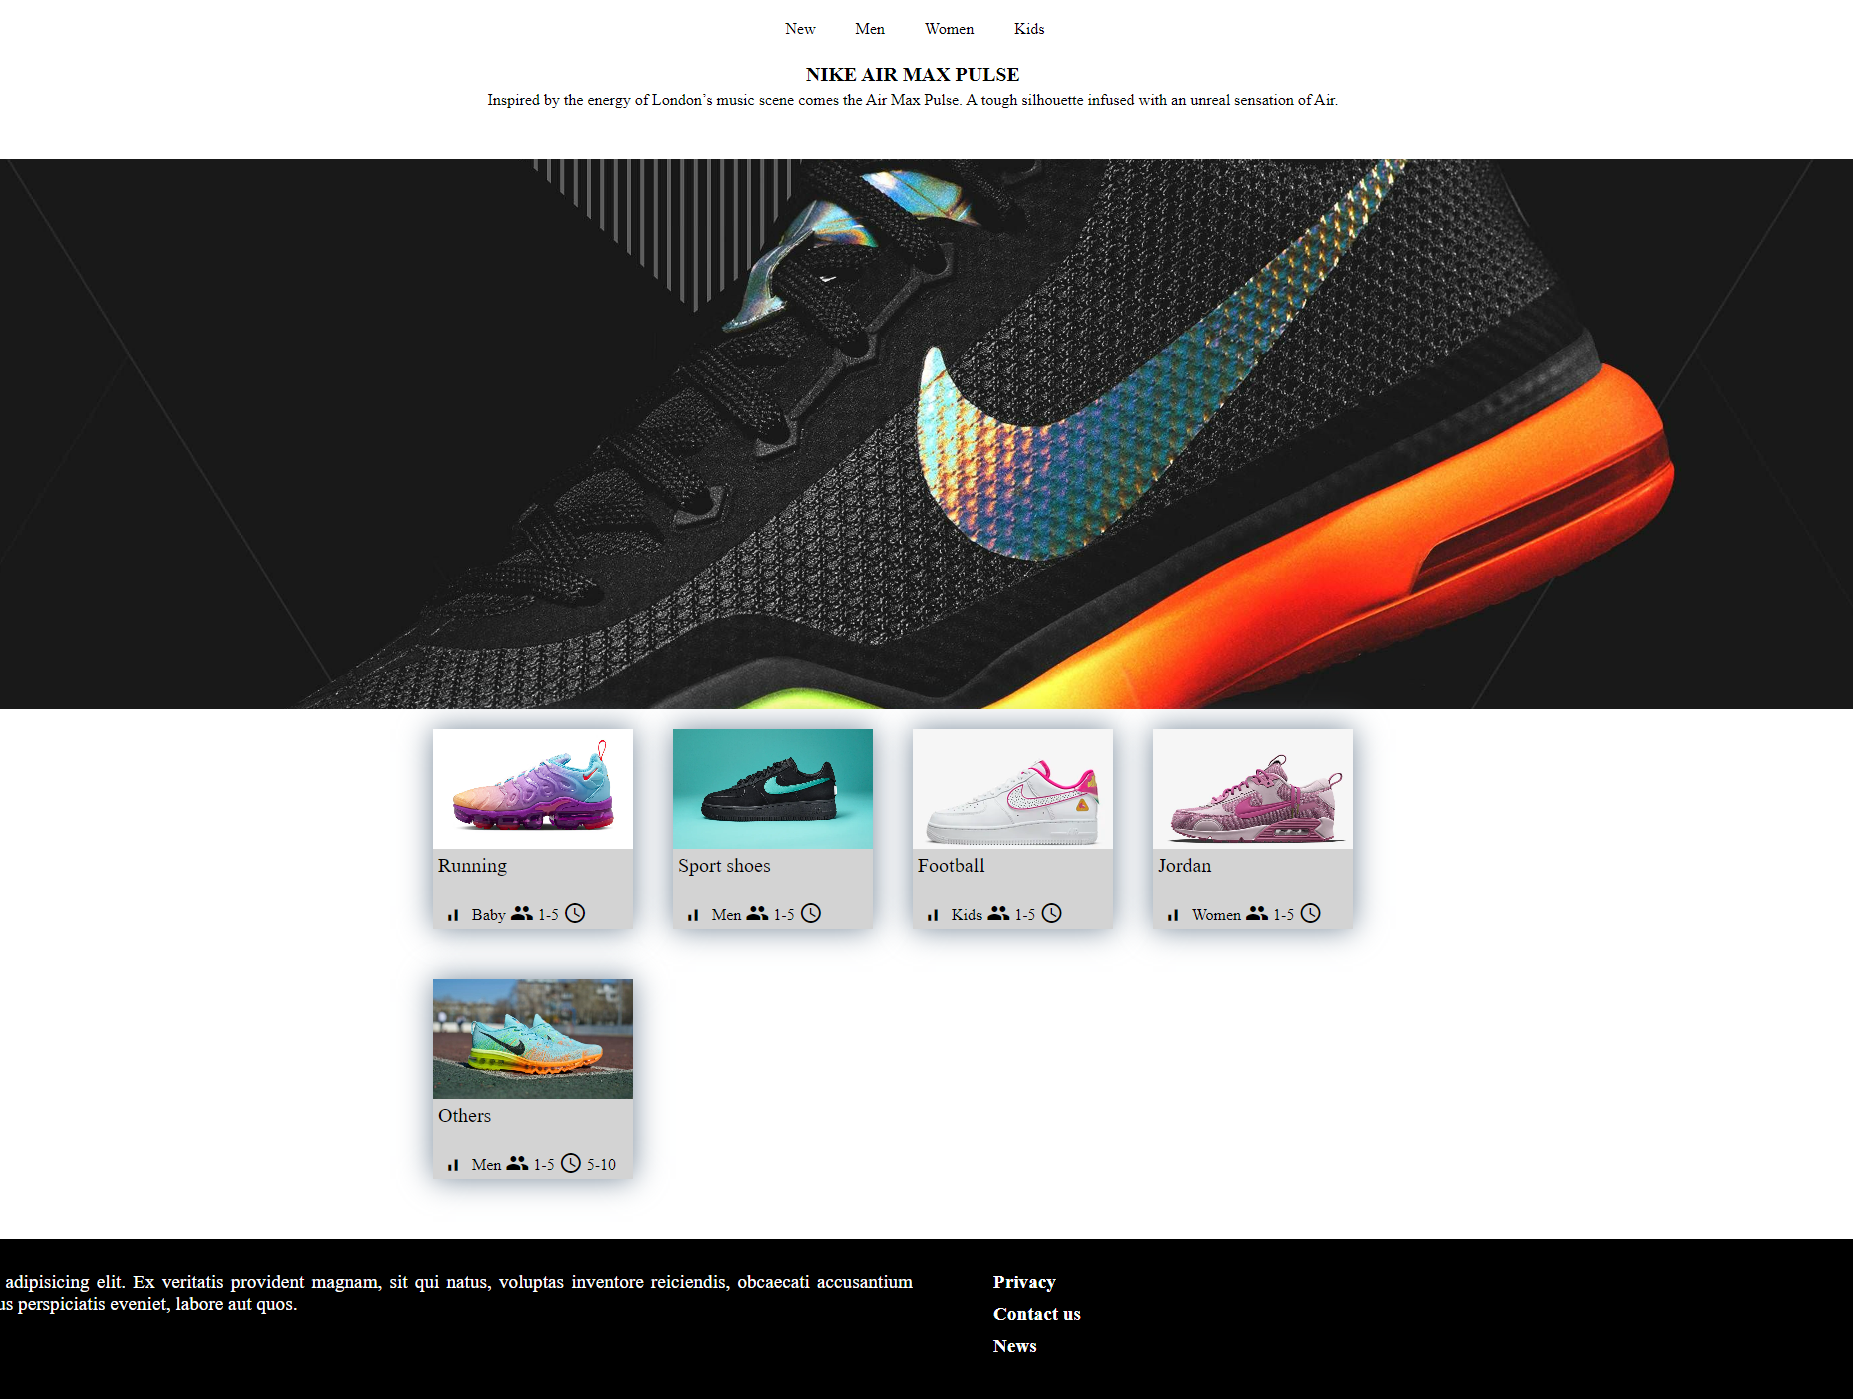 New Men Women Kids
NIKE AIR MAX PULSE
Inspired by the energy of London’s music scene comes the Air Max Pulse. A tough silhouette infused with an unreal sensation of Air.
Running
Baby 1-5
Sport shoes
Men 1-5
Football
Kids 1-5
Jordan
Women 1-5
Others
Men 1-5 5-10
adipisicing elit. Ex veritatis provident magnam, sit qui natus, voluptas inventore reiciendis, obcaecati accusantium
us perspiciatis eveniet, labore aut quos.
Privacy
Contact us
News